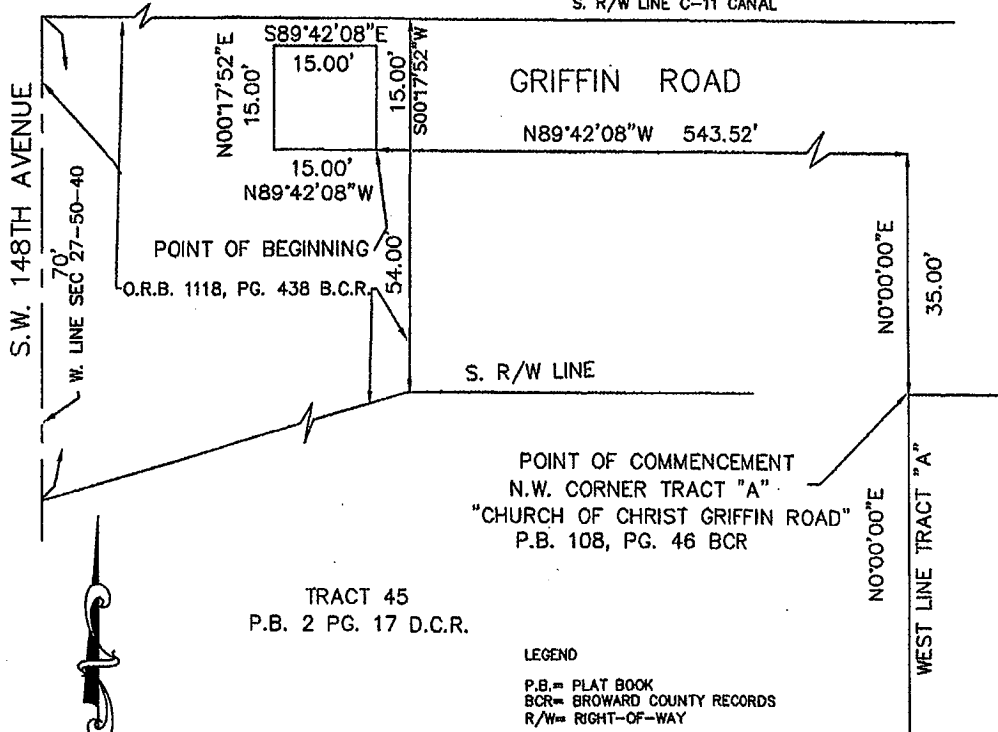 S. R/W LINE C-11 CANAL
S89°42'08"E
15.00'
N00°17'52"E
15.00'
15.00'
S00°17'52"W
GRIFFIN ROAD
N89°42'08"W 543.52'
15.00'
N89°42'08"W
S.W. 148TH AVENUE
70'
W. LINE SEC 27-50-40
POINT OF BEGINNING
O.R.B. 1118, PG. 438 B.C.R.
54.00'
N0°00'00"E
35.00'
S. R/W LINE
POINT OF COMMENCEMENT
N.W. CORNER TRACT "A"
"CHURCH OF CHRIST GRIFFIN ROAD"
P.B. 108, PG. 46 BCR
N0°00'00"E
WEST LINE TRACT "A"
TRACT 45
P.B. 2 PG. 17 D.C.R.
LEGEND
P.B.= PLAT BOOK
BCR= BROWARD COUNTY RECORDS
R/W= RIGHT-OF-WAY